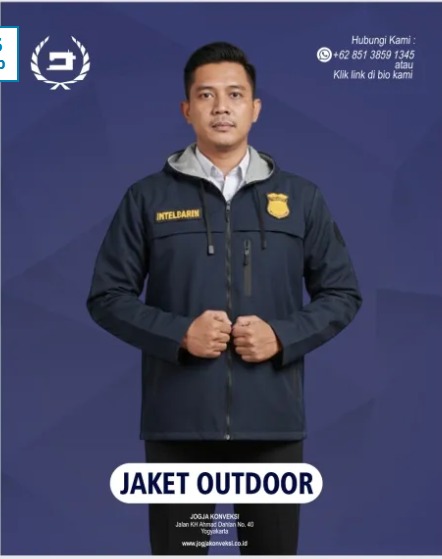 Hubungi Kami :
+62 851 3859 1345
atau
Klik link di bio kami
INTELDARIN
JAKET OUTDOOR
JOGJA KONVEKSI
Jalan KH Ahmad Dahlan No. 40
Yogyakarta
www.jogjakonveksi.co.id